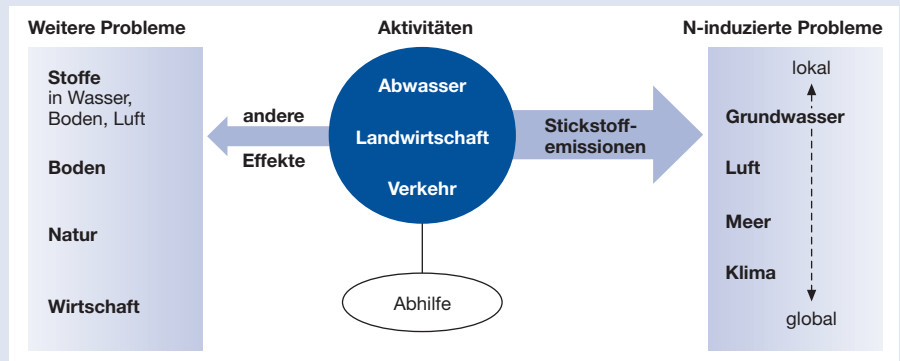 Weitere Probleme
Stoffe
in Wasser,
Boden, Luft
Boden
Natur
Wirtschaft
andere
Effekte
Aktivitäten
Abwasser
Landwirtschaft
Verkehr
Abhilfe
Stickstoff-
emissionen
N-induzierte Probleme
lokal
Grundwasser
Luft
Meer
Klima
global